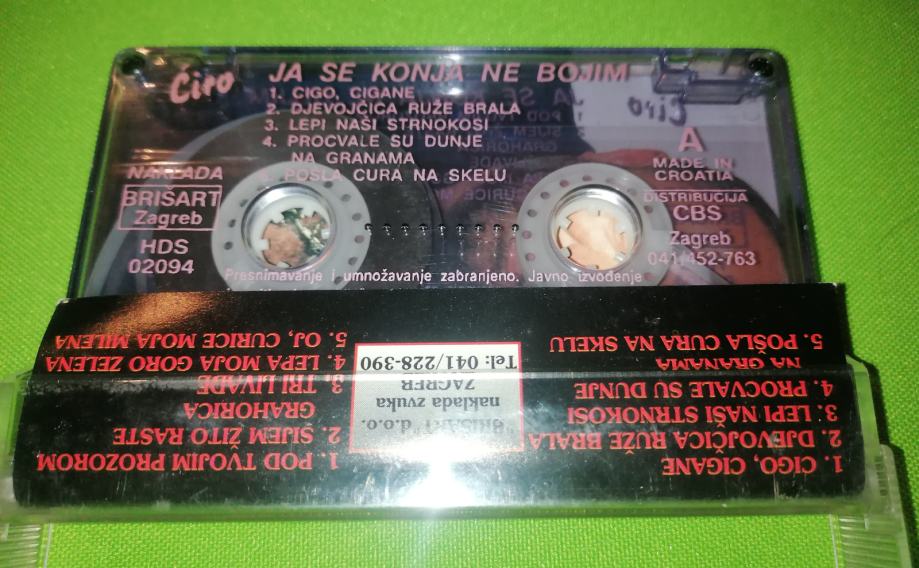 Ćiro
JA SE KONJA NE BOJIM
1. CIGO, CIGANE
2. DJEVOJČICA RUŽE BRALA
3. LEPI NAŠI STRNOKOSI
4. PROCVALE SU DUNJE
NA GRANAMA
POSLA CURA NA SKELU
NAKLADA
BRIŠART
Zagreb
HDS
02094
A
MADE IN
CROATIA
DISTRIBUCIJA
CBS
Zagreb
041/452-763
Presnimavanje i umnožavanje zabranjeno. Javno izvođenje
1. CIGO, CIGANE
2. DJEVOJČICA RUŽE BRALA
3. LEPI NAŠI STRNOKOSI
4. PROCVALE SU DUNJE
NA GRANAMA
5. POŠLA CURA NA SKELU
"BRIŠART" d.o.o.
naklada zvuka
ZAGREB
Tel: 041/228-390
1. POD TVOJIM PROZOROM
2. SIJEM ŽITO RASTE
GRAHORICA
3. TRI LIVADE
4. LEPA MOJA GORO ZELENA
5. OJ, CURICE MOJA MILENA